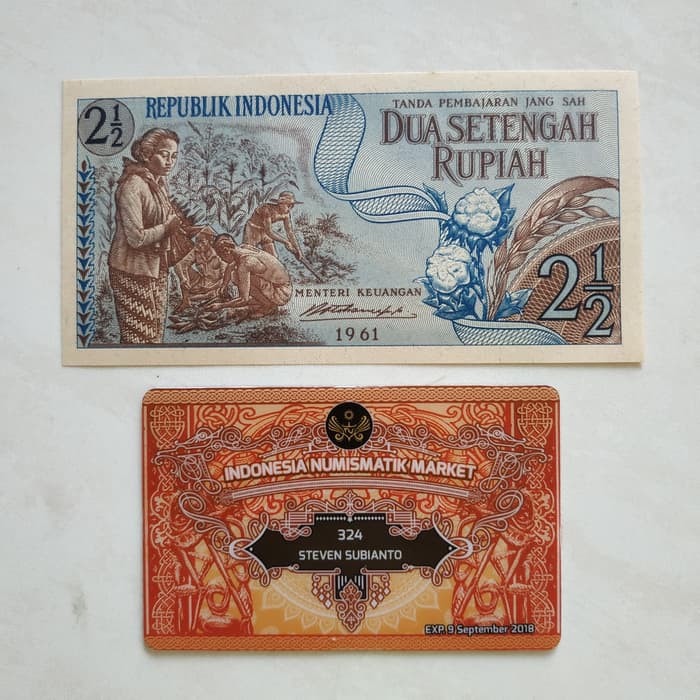 2½
REPUBLIK INDONESIA
TANDA PEMBAJARAN JANG SAH
DUA SETENGAH
RUPIAH
MENTERI KEUANGAN
1961
2½
INDONESIA NUMISMATIK MARKET
324
STEVEN SUBIANTO
EXP 9 September 2018